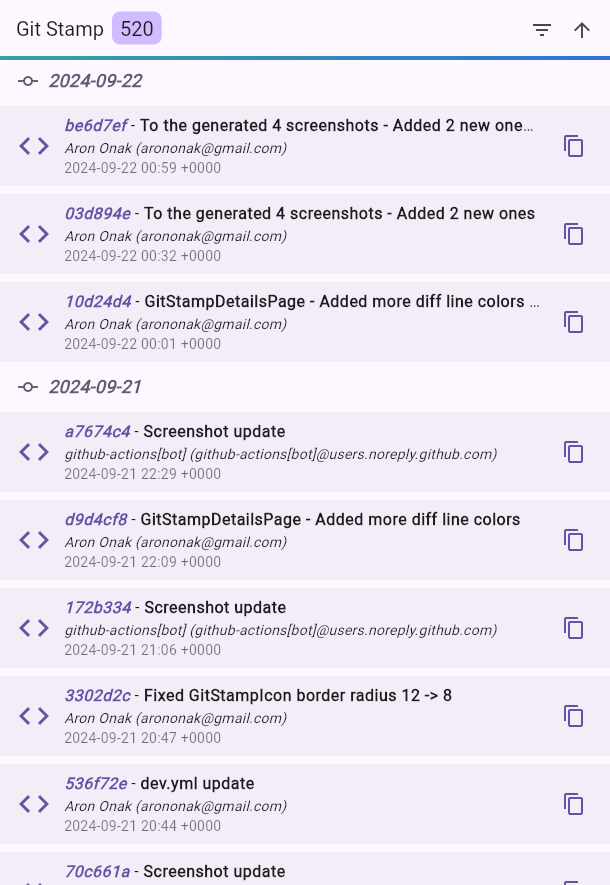 Git Stamp 520
2024-09-22
be6d7ef - To the generated 4 screenshots - Added 2 new one…
Aron Onak (arononak@gmail.com)
2024-09-22 00:59 +0000
03d894e - To the generated 4 screenshots - Added 2 new ones
Aron Onak (arononak@gmail.com)
2024-09-22 00:32 +0000
10d24d4 - GitStampDetailsPage - Added more diff line colors …
Aron Onak (arononak@gmail.com)
2024-09-22 00:01 +0000
2024-09-21
a7674c4 - Screenshot update
github-actions[bot] (github-actions[bot]@users.noreply.github.com)
2024-09-21 22:29 +0000
d9d4cf8 - GitStampDetailsPage - Added more diff line colors
Aron Onak (arononak@gmail.com)
2024-09-21 22:09 +0000
172b334 - Screenshot update
github-actions[bot] (github-actions[bot]@users.noreply.github.com)
2024-09-21 21:06 +0000
3302d2c - Fixed GitStampIcon border radius 12 -> 8
Aron Onak (arononak@gmail.com)
2024-09-21 20:47 +0000
536f72e - dev.yml update
Aron Onak (arononak@gmail.com)
2024-09-21 20:44 +0000
70c661a - Screenshot update